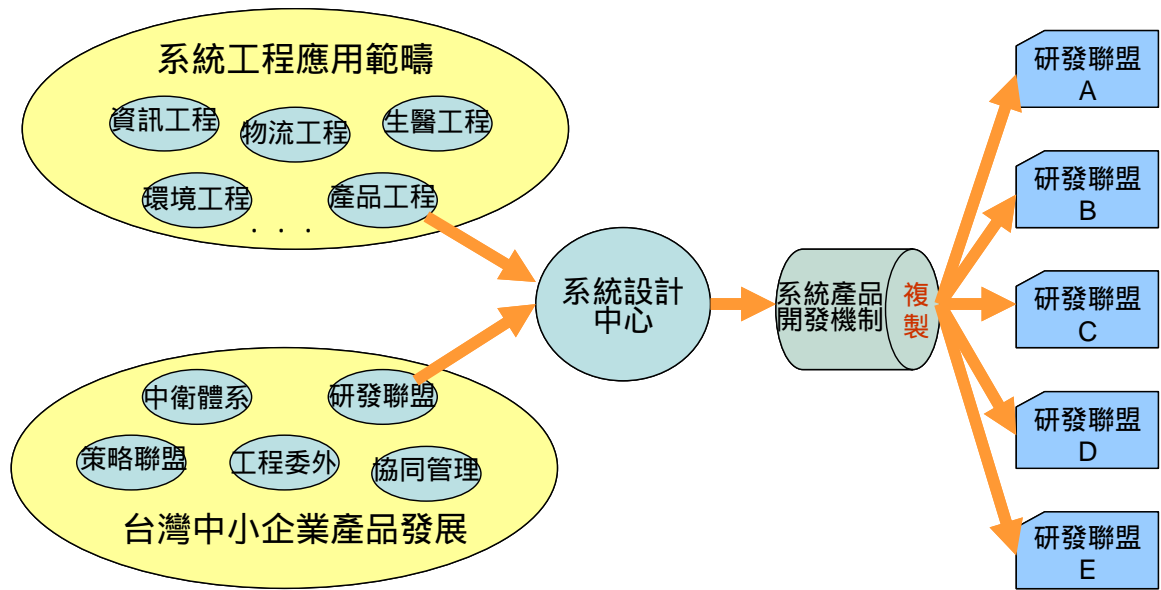 系統工程應用範疇
資訊工程
物流工程
生醫工程
環境工程
產品工程
. . .
中衛體系
研發聯盟
策略聯盟
工程委外
協同管理
台灣中小企業產品發展
系統設計
中心
系統產品
開發機制
複
製
研發聯盟
A
研發聯盟
B
研發聯盟
C
研發聯盟
D
研發聯盟
E